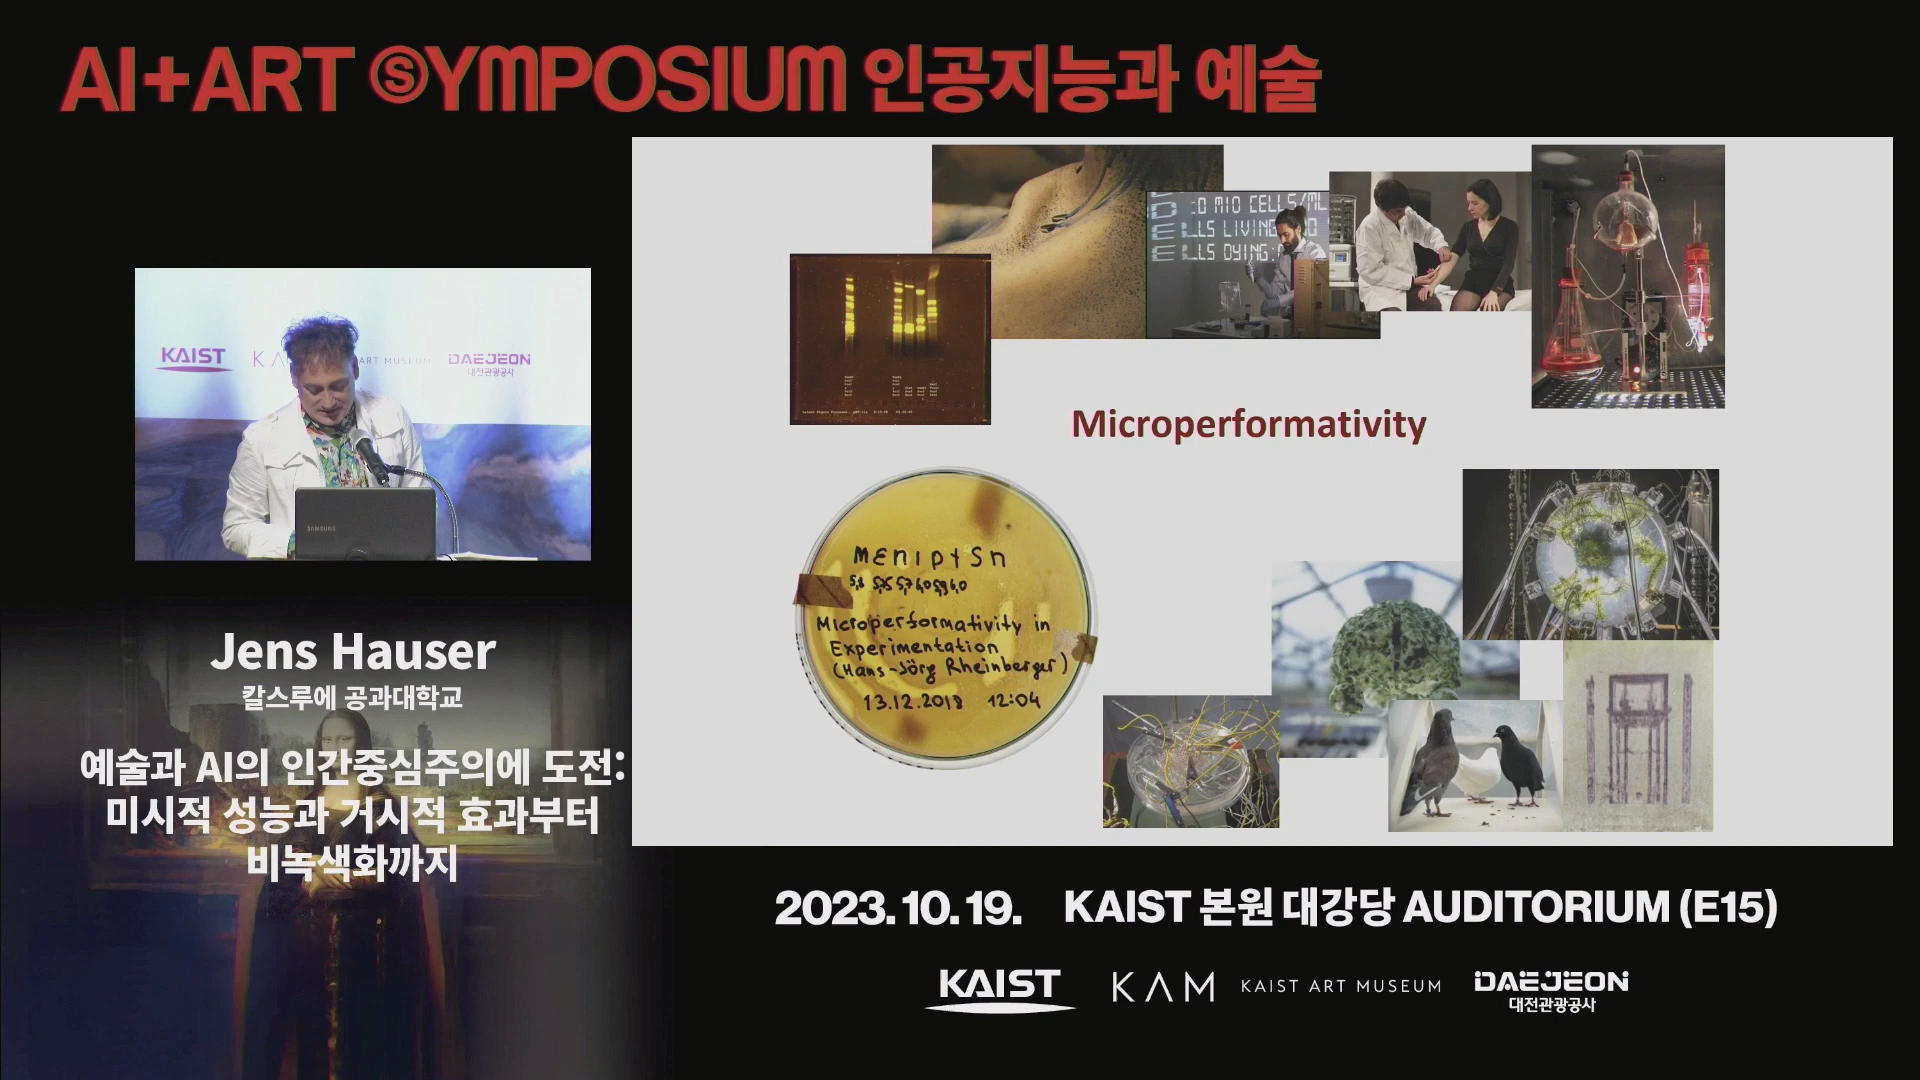 AI+ART SYMPOSIUM 인공지능과 예술
KAIST
ART MUSEUM
DAEJEON
대전관광공사
SAMSUNG
Jens Hauser
칼스루에 공과대학교
예술과 AI의 인간중심주의에 도전:
미시적 성능과 거시적 효과부터
비녹색화까지
:0 MIO CELLS/ML
LLS LIVING
LLS DYING:
Microperformativity
MENIPTSN
Microperformativity in
Experimentation
(Hans-Jörg Rheinberger)
13.12.2018 12:04
2023. 10. 19. KAIST 본원 대강당 AUDITORIUM (E15)
KAIST
KAM KAIST ART MUSEUM
DAEJEON
대전관광공사